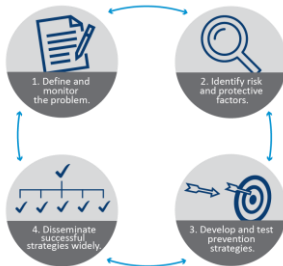 1. Define and
monitor
the problem.
2. Identify risk
and protective
factors.
4. Disseminate
successful
strategies widely.
3. Develop and test
prevention
strategies.